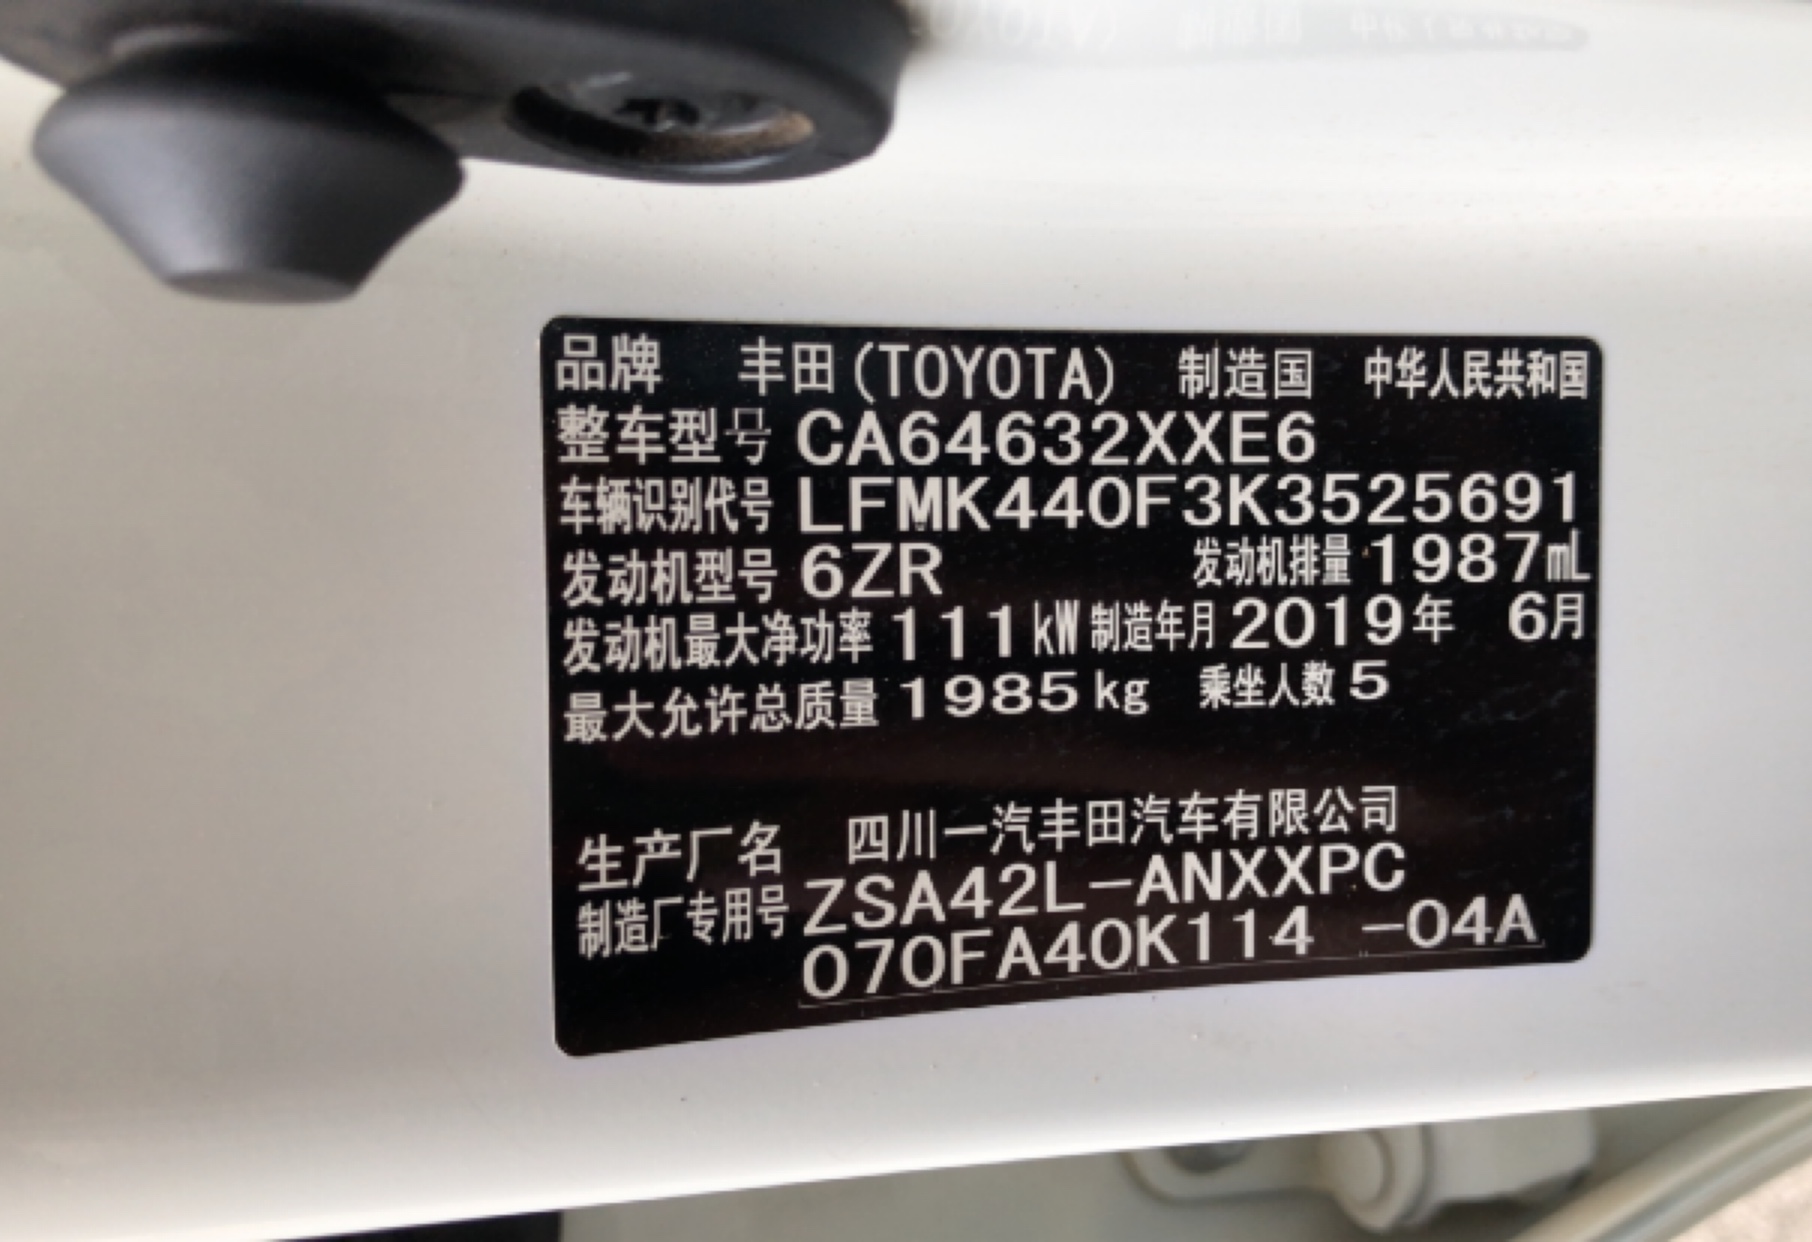 品牌 丰田(TOYOTA) 制造国 中华人民共和国
整车型号 CA64632XXE6
车辆识别代号 LFMK440F3K3525691
发动机型号 6ZR 发动机排量 1987mL
发动机最大净功率 111kW 制造年月 2019年 6月
最大允许总质量 1985kg 乘坐人数 5
生产厂名 四川一汽丰田汽车有限公司
制造厂专用号 ZSA42L-ANXXPC
070FA40K114 -04A